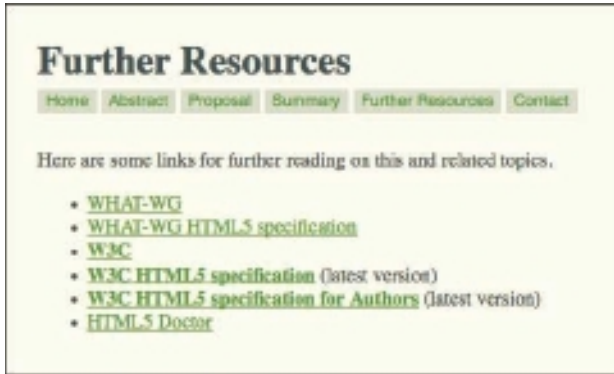 Further Resources
Home Abstract Proposal Summary Further Resources Contact
Here are some links for further reading on this and related topics.
• WHAT-WG
• WHAT-WG HTML5 specification
• W3C
• W3C HTML5 specification (latest version)
• W3C HTML5 specification for Authors (latest version)
• HTML5 Doctor